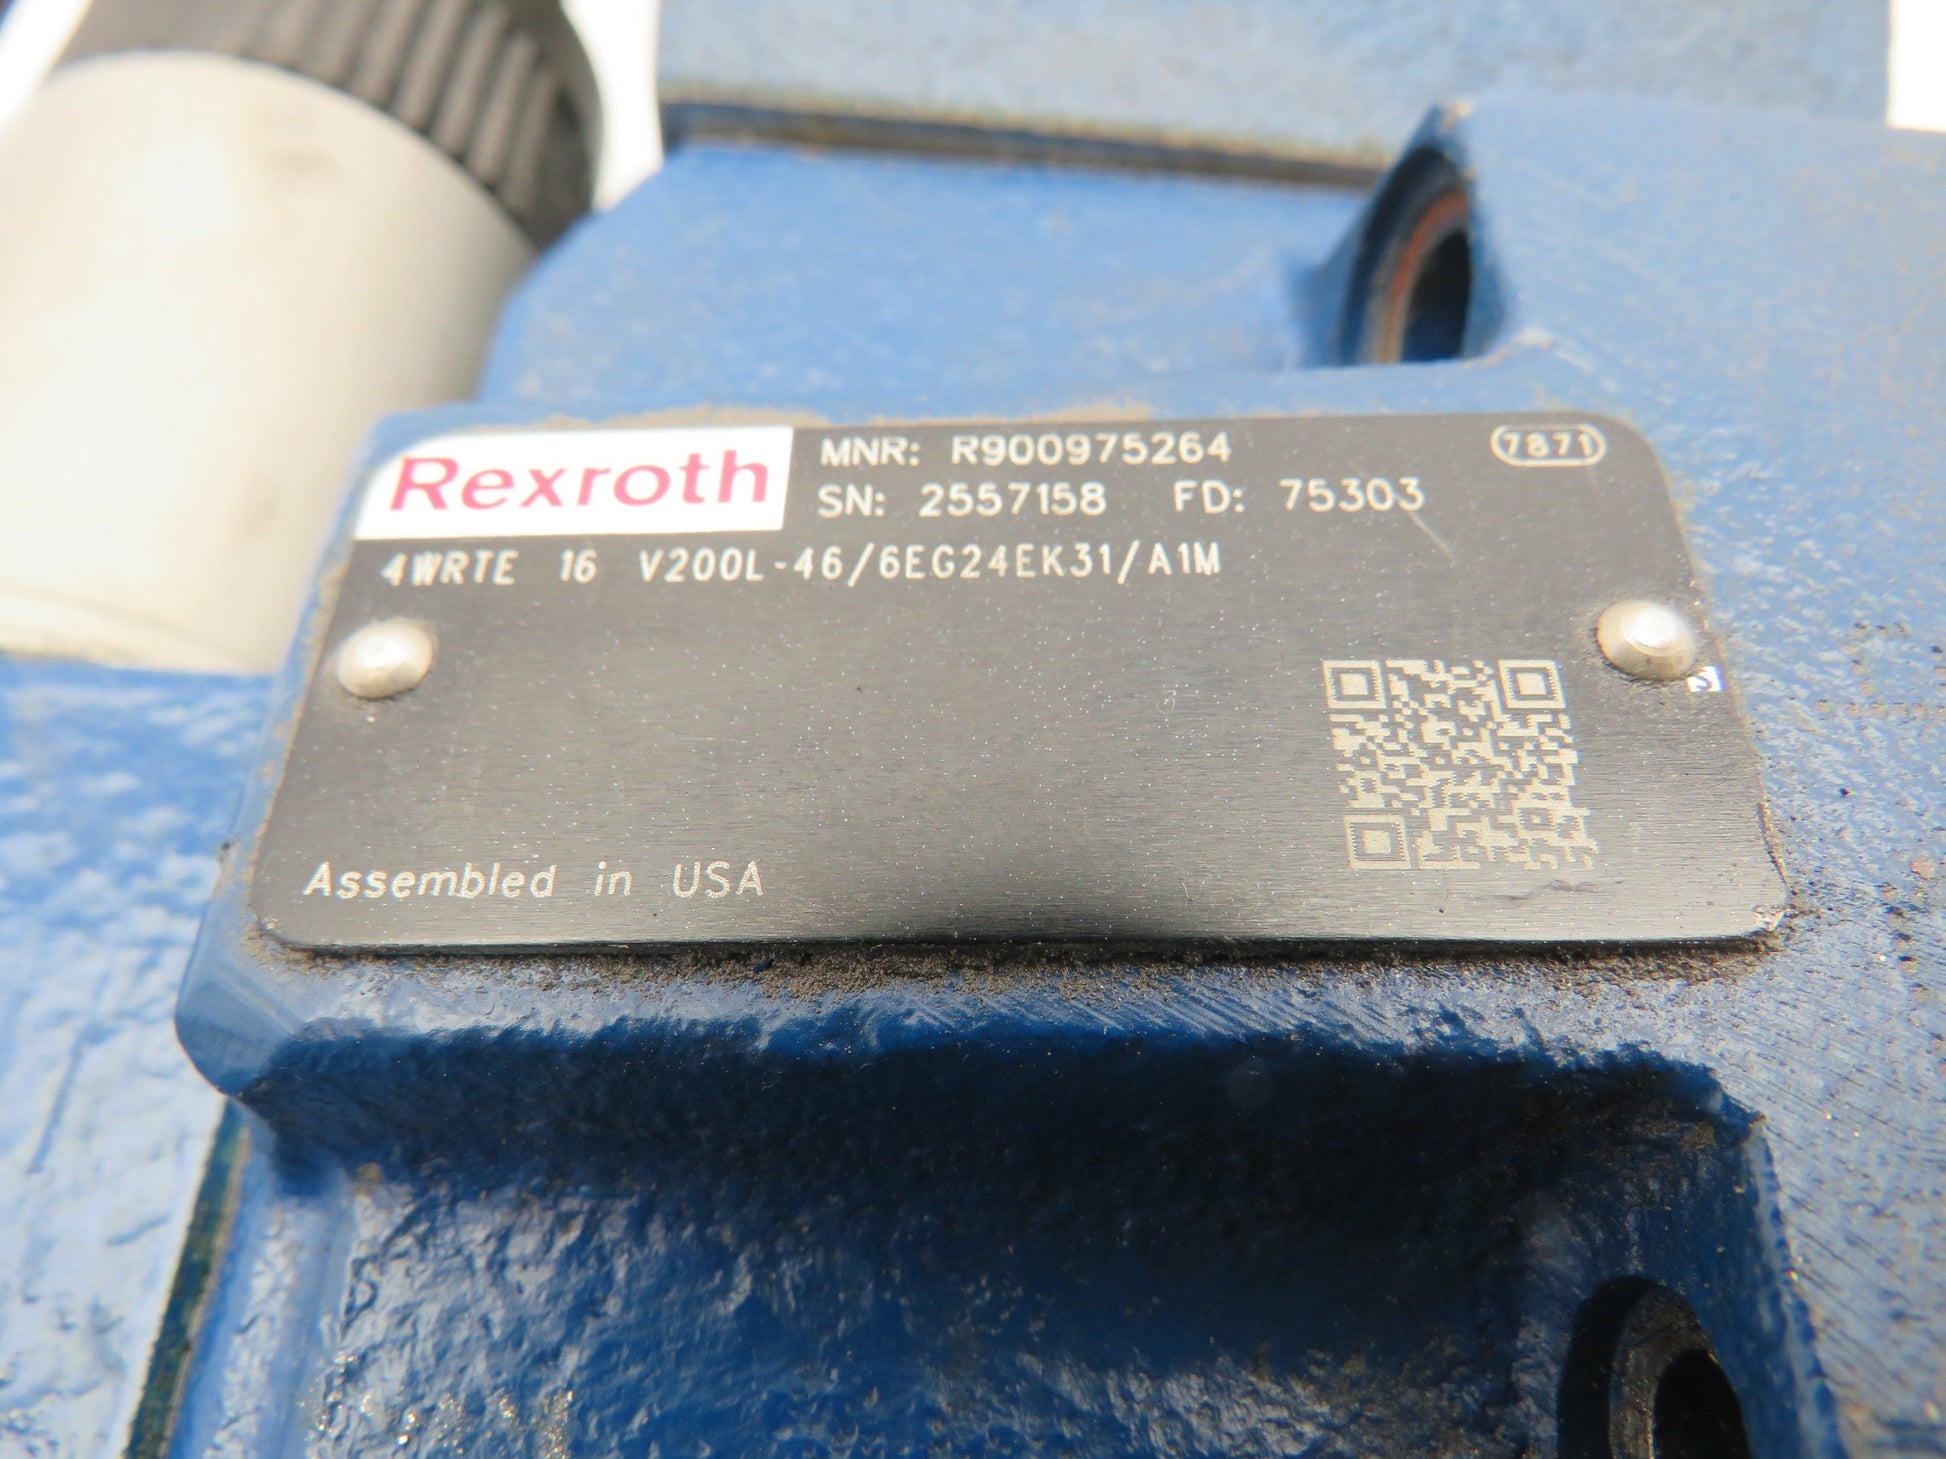 Rexroth
MNR: R900975264
7871
SN: 2557158 FD: 75303
4WRTE 16 V200L-46/6EG24EK31/A1M
Assembled in USA